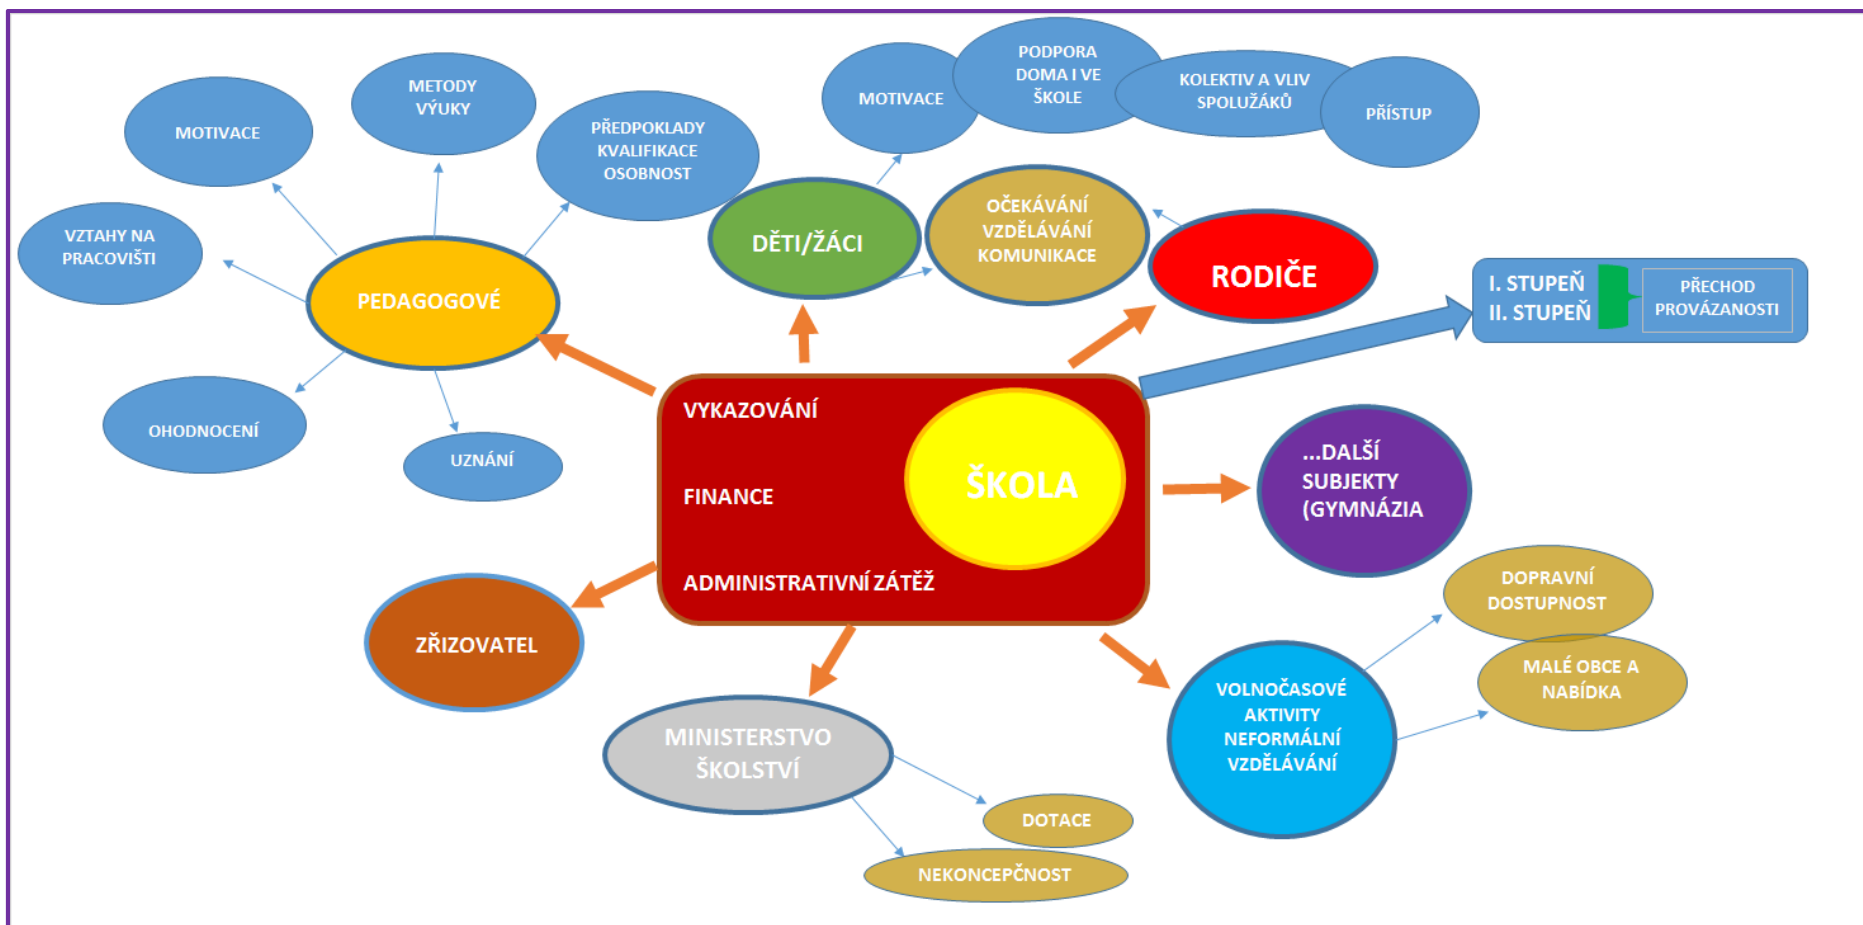 PODPORA
DOMA I VE
ŠKOLE
MOTIVACE
KOLEKTIV A VLIV
SPOLUŽÁKŮ
PŘÍSTUP
METODY
VÝUKY
MOTIVACE
PŘEDPOKLADY
KVALIFIKACE
OSOBNOST
VZTAHY NA
PRACOVIŠTI
PEDAGOGOVÉ
OHODNOCENÍ
UZNÁNÍ
DĚTI/ŽÁCI
OČEKÁVÁNÍ
VZDĚLÁVÁNÍ
KOMUNIKACE
RODIČE
I. STUPEŇ
II. STUPEŇ
PŘECHOD
PROVÁZANOSTI
VYKAZOVÁNÍ
FINANCE
ADMINISTRATIVNÍ ZÁTĚŽ
ŠKOLA
...DALŠÍ
SUBJEKTY
(GYMNÁZIA
ZŘIZOVATEL
MINISTERSTVO
ŠKOLSTVÍ
DOTACE
NEKONCEPČNOST
VOLNOČASOVÉ
AKTIVITY
NEFORMÁLNÍ
VZDĚLÁVÁNÍ
DOPRAVNÍ
DOSTUPNOST
MALÉ OBCE A
NABÍDKA